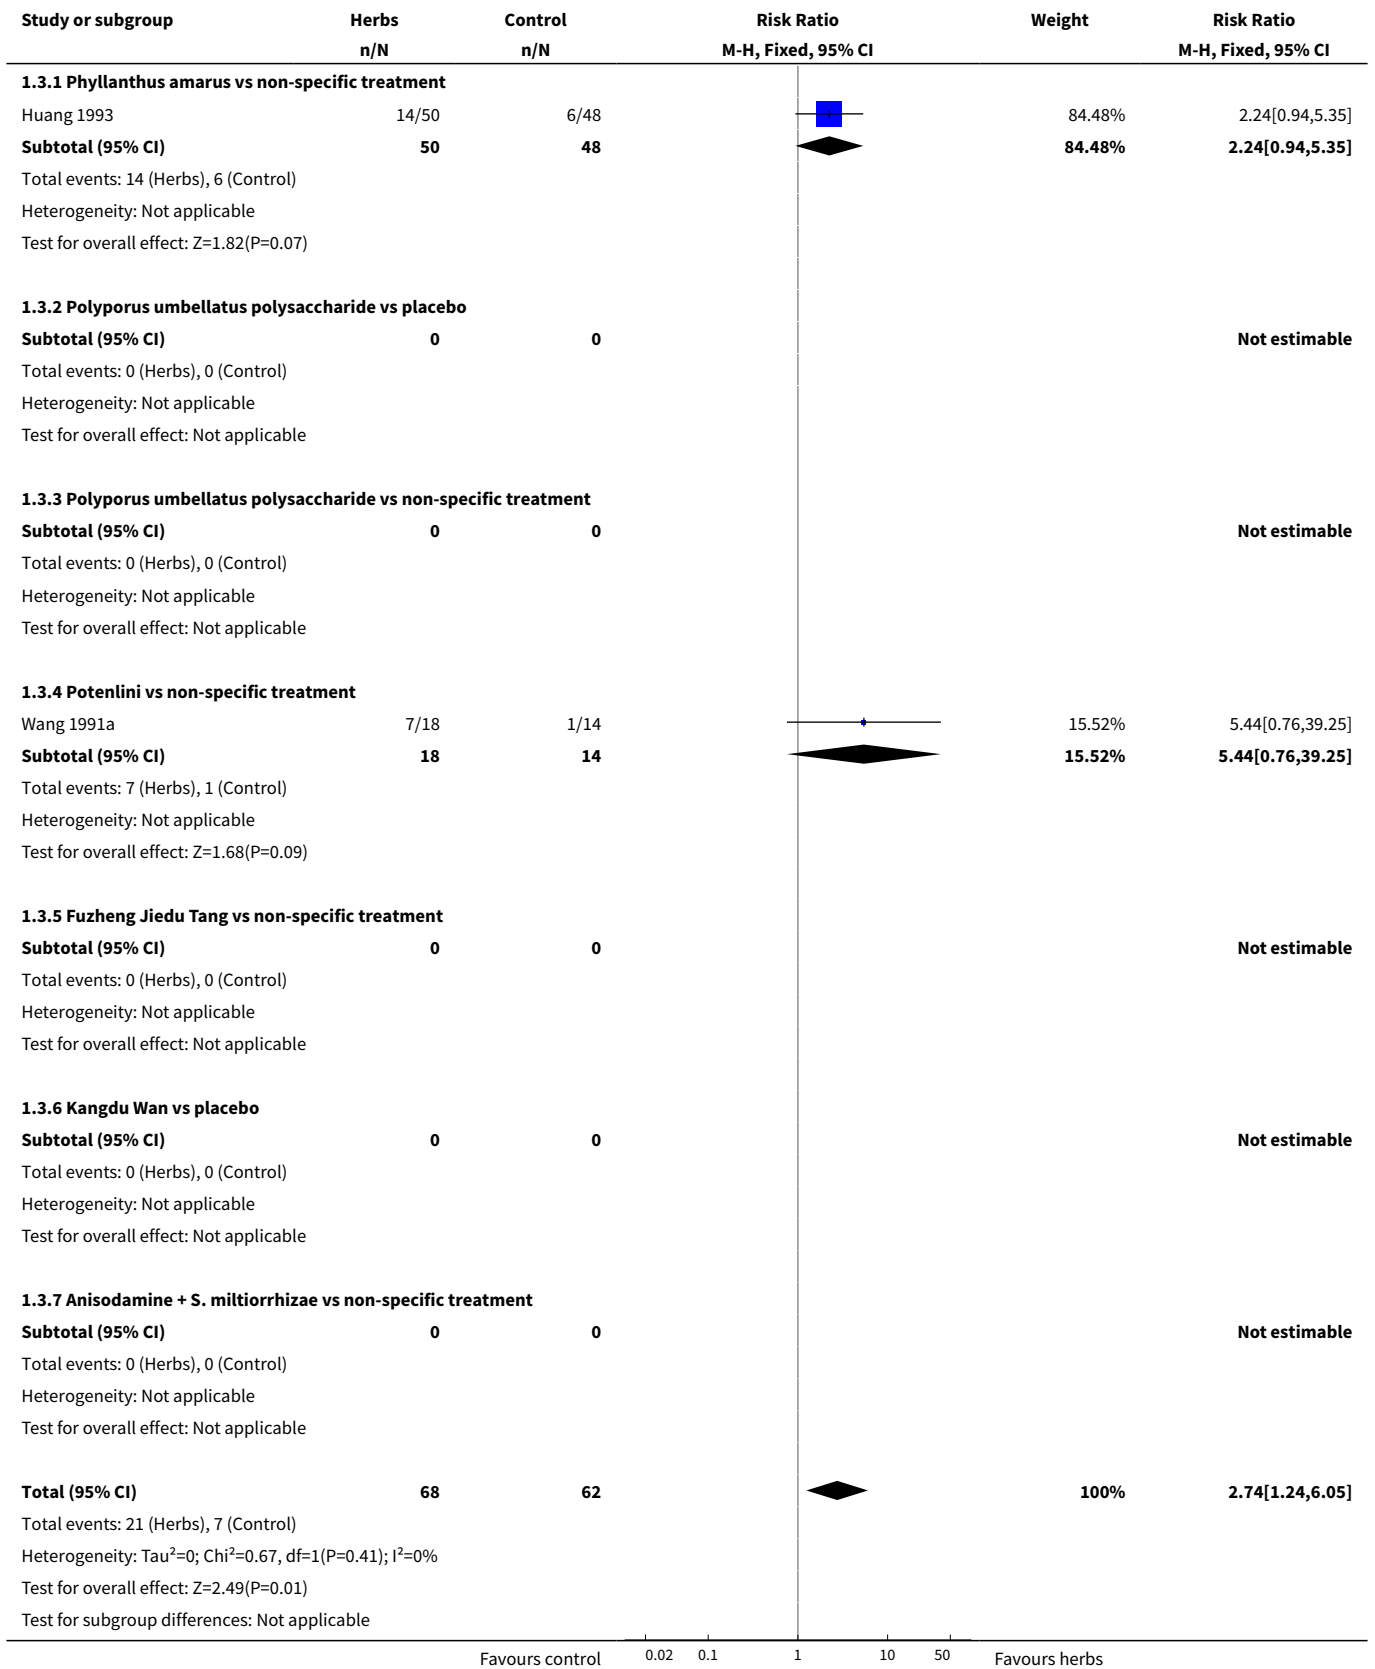 Study or subgroup Herbs Control Risk Ratio Weight Risk Ratio
n/N n/N M-H, Fixed, 95% CI M-H, Fixed, 95% CI
1.3.1 Phyllanthus amarus vs non-specific treatment
Huang 1993 14/50 6/48 84.48% 2.24[0.94,5.35]
Subtotal (95% CI) 50 48 84.48% 2.24[0.94,5.35]
Total events: 14 (Herbs), 6 (Control)
Heterogeneity: Not applicable
Test for overall effect: Z=1.82(P=0.07)
1.3.2 Polyporus umbellatus polysaccharide vs placebo
Subtotal (95% CI) 0 0 Not estimable
Total events: 0 (Herbs), 0 (Control)
Heterogeneity: Not applicable
Test for overall effect: Not applicable
1.3.3 Polyporus umbellatus polysaccharide vs non-specific treatment
Subtotal (95% CI) 0 0 Not estimable
Total events: 0 (Herbs), 0 (Control)
Heterogeneity: Not applicable
Test for overall effect: Not applicable
1.3.4 Potenlini vs non-specific treatment
Wang 1991a 7/18 1/14 15.52% 5.44[0.76,39.25]
Subtotal (95% CI) 18 14 15.52% 5.44[0.76,39.25]
Total events: 7 (Herbs), 1 (Control)
Heterogeneity: Not applicable
Test for overall effect: Z=1.68(P=0.09)
1.3.5 Fuzheng Jiedu Tang vs non-specific treatment
Subtotal (95% CI) 0 0 Not estimable
Total events: 0 (Herbs), 0 (Control)
Heterogeneity: Not applicable
Test for overall effect: Not applicable
1.3.6 Kangdu Wan vs placebo
Subtotal (95% CI) 0 0 Not estimable
Total events: 0 (Herbs), 0 (Control)
Heterogeneity: Not applicable
Test for overall effect: Not applicable
1.3.7 Anisodamine + S. miltiorrhizae vs non-specific treatment
Subtotal (95% CI) 0 0 Not estimable
Total events: 0 (Herbs), 0 (Control)
Heterogeneity: Not applicable
Test for overall effect: Not applicable
Total (95% CI) 68 62 100% 2.74[1.24,6.05]
Total events: 21 (Herbs), 7 (Control)
Heterogeneity: Tau²=0; Chi²=0.67, df=1(P=0.41); I²=0%
Test for overall effect: Z=2.49(P=0.01)
Test for subgroup differences: Not applicable
Favours control 0.02 0.1 1 10 50 Favours herbs